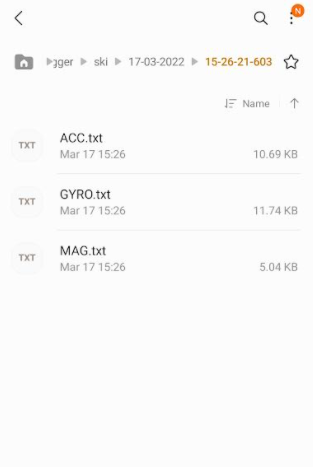 N
gger ▶ ski ▶ 17-03-2022 ▶ 15-26-21-603
Name
TXT
ACC.txt
Mar 17 15:26
10.69 KB
TXT
GYRO.txt
Mar 17 15:26
11.74 KB
TXT
MAG.txt
Mar 17 15:26
5.04 KB